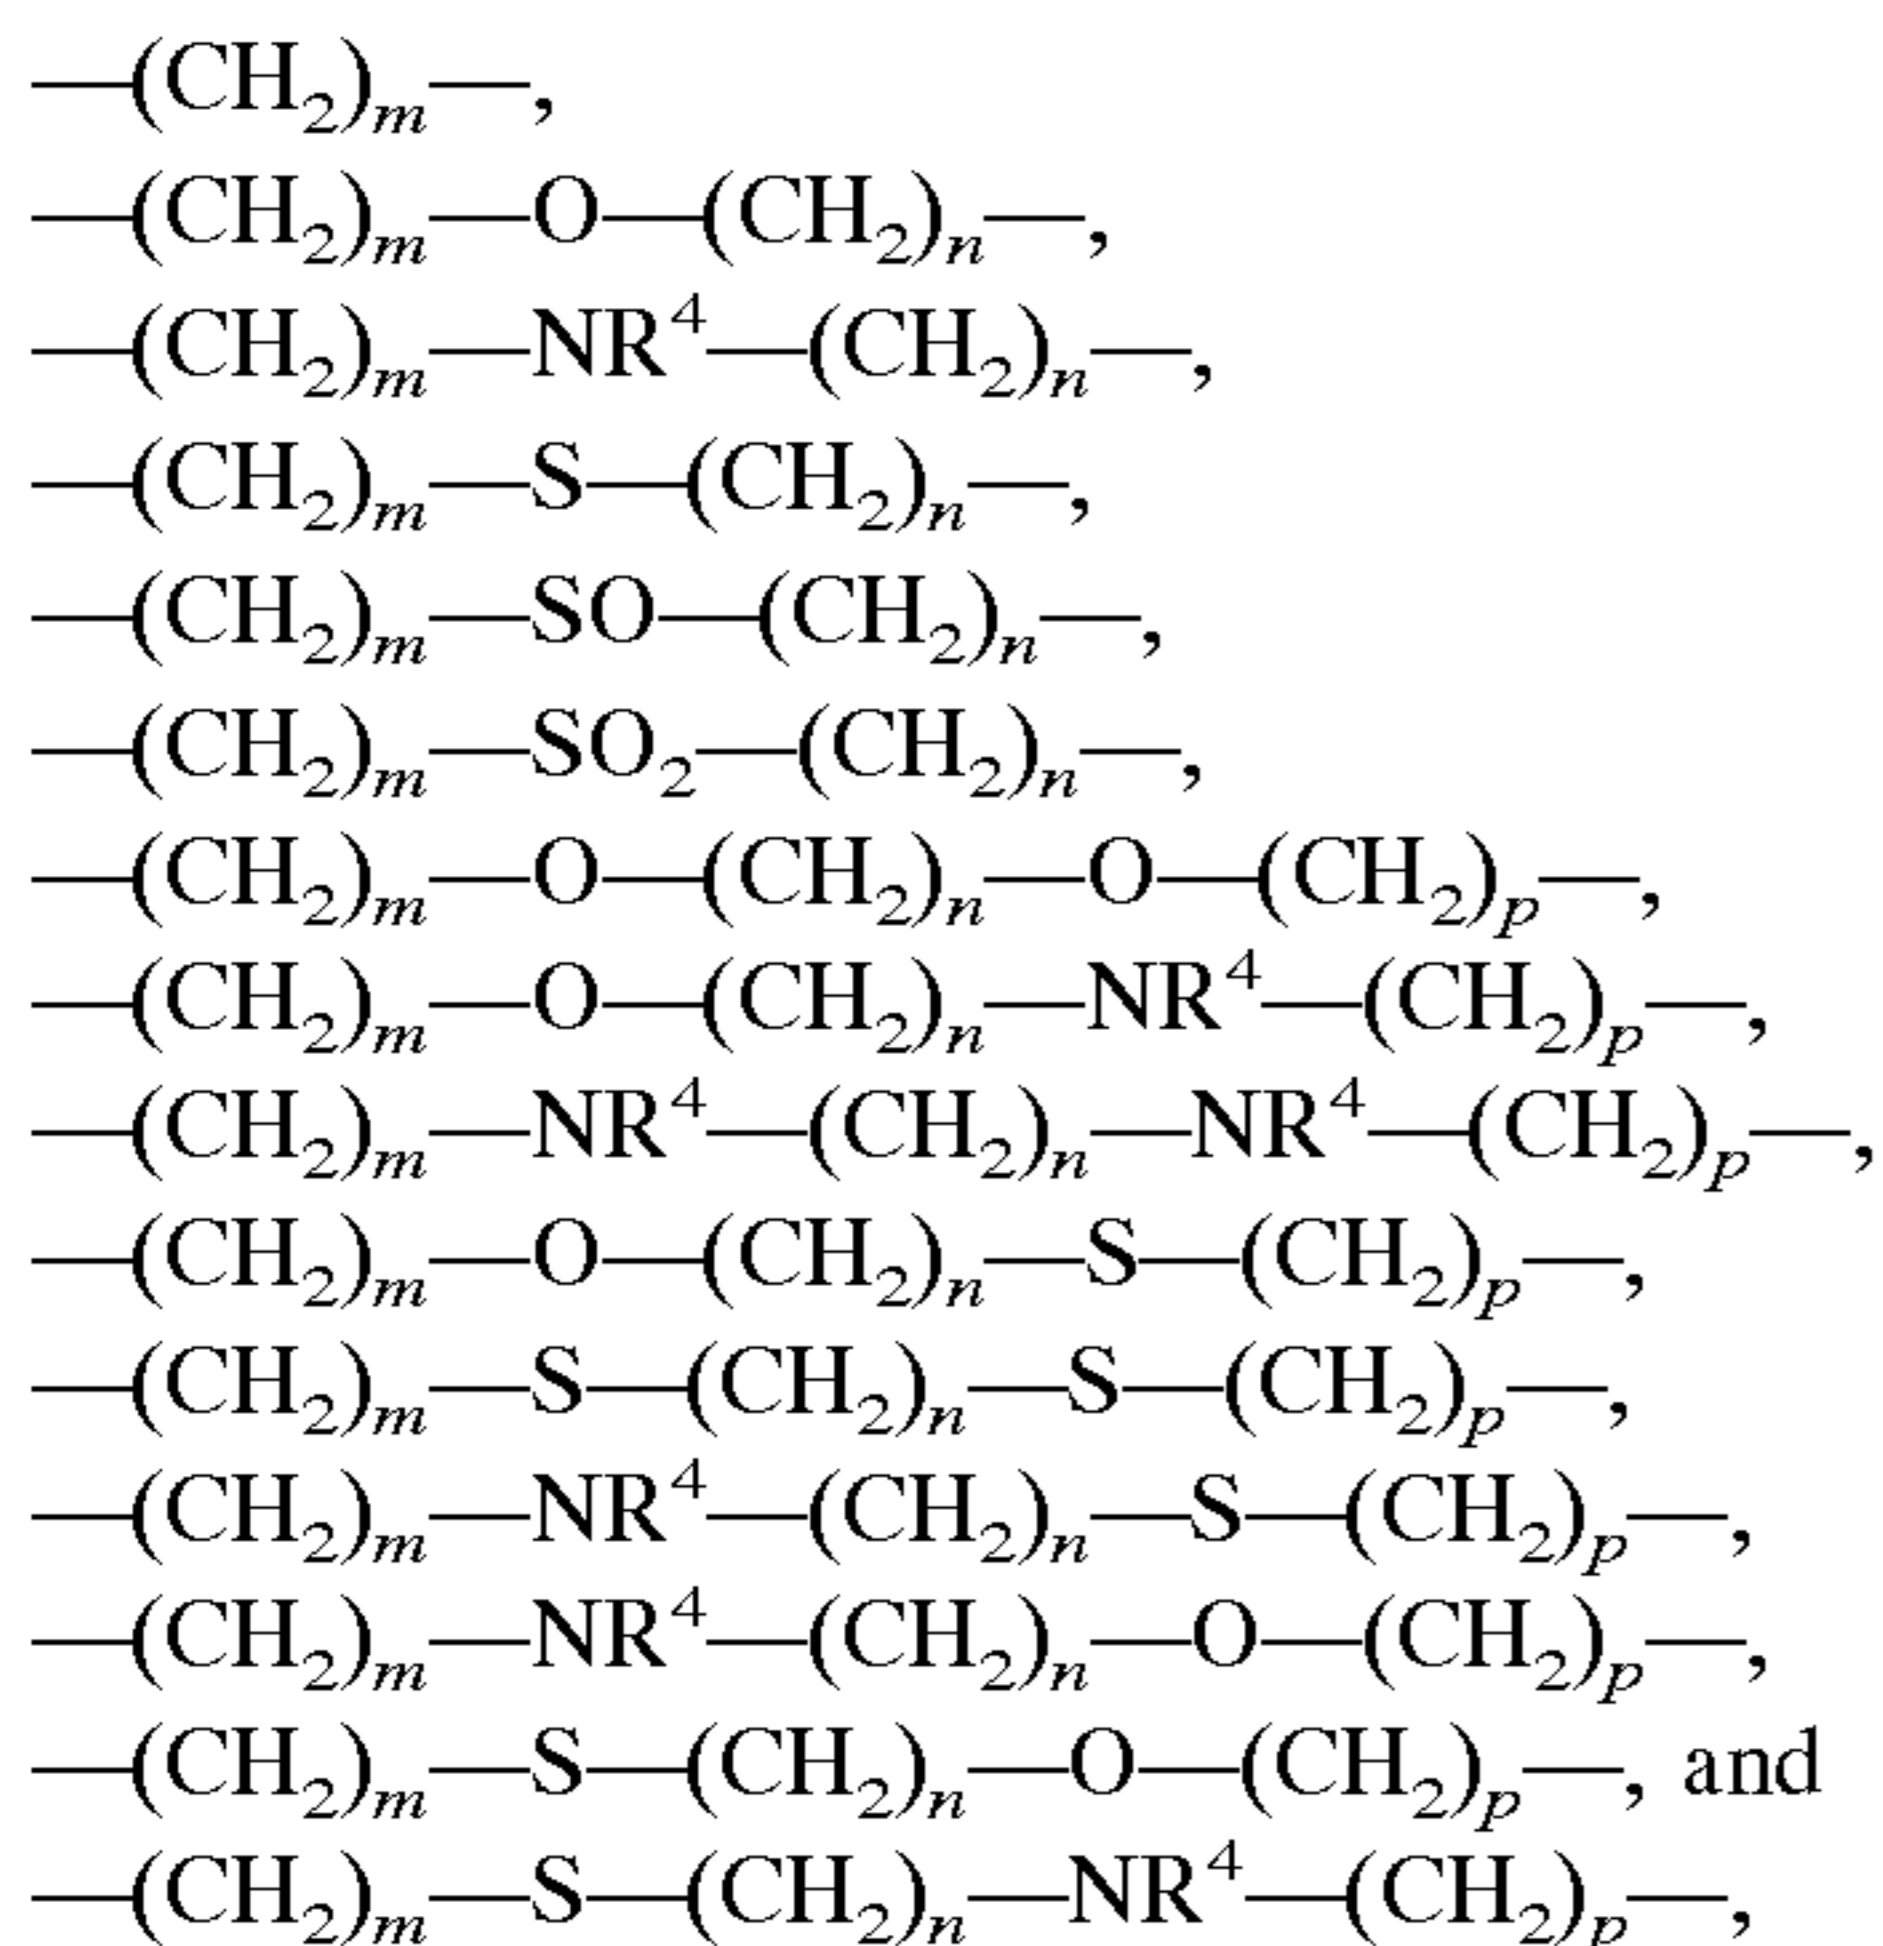 —(CH₂)ₘ—,
—(CH₂)ₘ—O—(CH₂)ₙ—,
—(CH₂)ₘ—NR⁴—(CH₂)ₙ—,
—(CH₂)ₘ—S—(CH₂)ₙ—,
—(CH₂)ₘ—SO—(CH₂)ₙ—,
—(CH₂)ₘ—SO₂—(CH₂)ₙ—,
—(CH₂)ₘ—O—(CH₂)ₙ—O—(CH₂)ₚ—,
—(CH₂)ₘ—O—(CH₂)ₙ—NR⁴—(CH₂)ₚ—,
—(CH₂)ₘ—NR⁴—(CH₂)ₙ—NR⁴—(CH₂)ₚ—,
—(CH₂)ₘ—O—(CH₂)ₙ—S—(CH₂)ₚ—,
—(CH₂)ₘ—S—(CH₂)ₙ—S—(CH₂)ₚ—,
—(CH₂)ₘ—NR⁴—(CH₂)ₙ—S—(CH₂)ₚ—,
—(CH₂)ₘ—NR⁴—(CH₂)ₙ—O—(CH₂)ₚ—,
—(CH₂)ₘ—S—(CH₂)ₙ—O—(CH₂)ₚ—, and
—(CH₂)ₘ—S—(CH₂)ₙ—NR⁴—(CH₂)ₚ—,